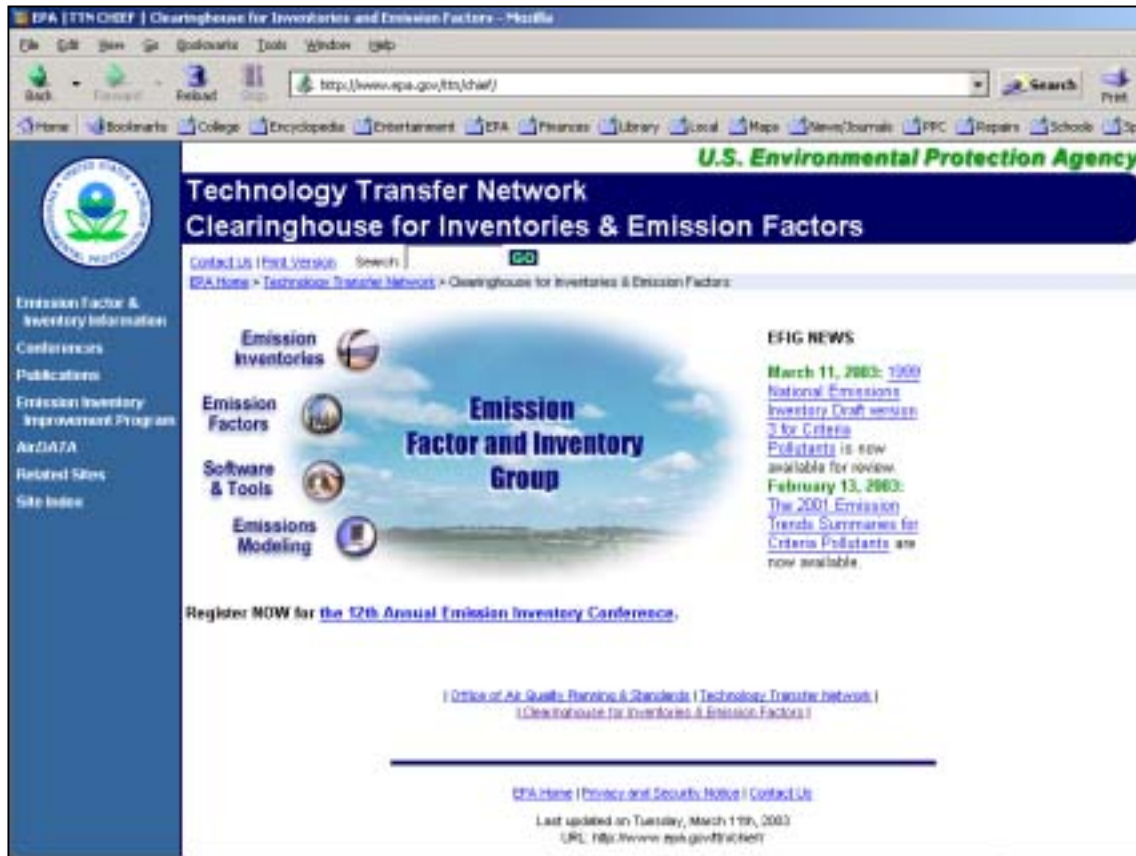 EPA | TTN CHIEF | Clearinghouse for Inventories and Emission Factors - Mozilla
File Edit View Go Bookmarks Tools Window Help
Back Forward Reload Stop http://www.epa.gov/ttn/chief/ Search Print
Home Bookmarks College Encyclopedia Entertainment EPA Finances Library Local Maps News/Journals PPC Repairs Schools Sp
U.S. Environmental Protection Agency
Technology Transfer Network
Clearinghouse for Inventories & Emission Factors
Contact Us | Print Version Search: GO
EPA Home > Technology Transfer Network > Clearinghouse for Inventories & Emission Factors
Emission Factor &
Inventory Information
Conferences
Publications
Emission Inventory
Improvement Program
AirDATA
Related Sites
Site Index
Emission
Inventories
Emission
Factors
Software
& Tools
Emissions
Modeling
Emission
Factor and Inventory
Group
EFIG NEWS
March 11, 2003: 1999
National Emissions
Inventory Draft version
3 for Criteria
Pollutants is now
available for review.
February 13, 2003:
The 2001 Emission
Trends Summaries for
Criteria Pollutants are
now available.
Register NOW for the 12th Annual Emission Inventory Conference.
| Office of Air Quality Planning & Standards | Technology Transfer Network |
| Clearinghouse for Inventories & Emission Factors |
EPA Home | Privacy and Security Notice | Contact Us
Last updated on Tuesday, March 11th, 2003
URL: http://www.epa.gov/ttn/chief/